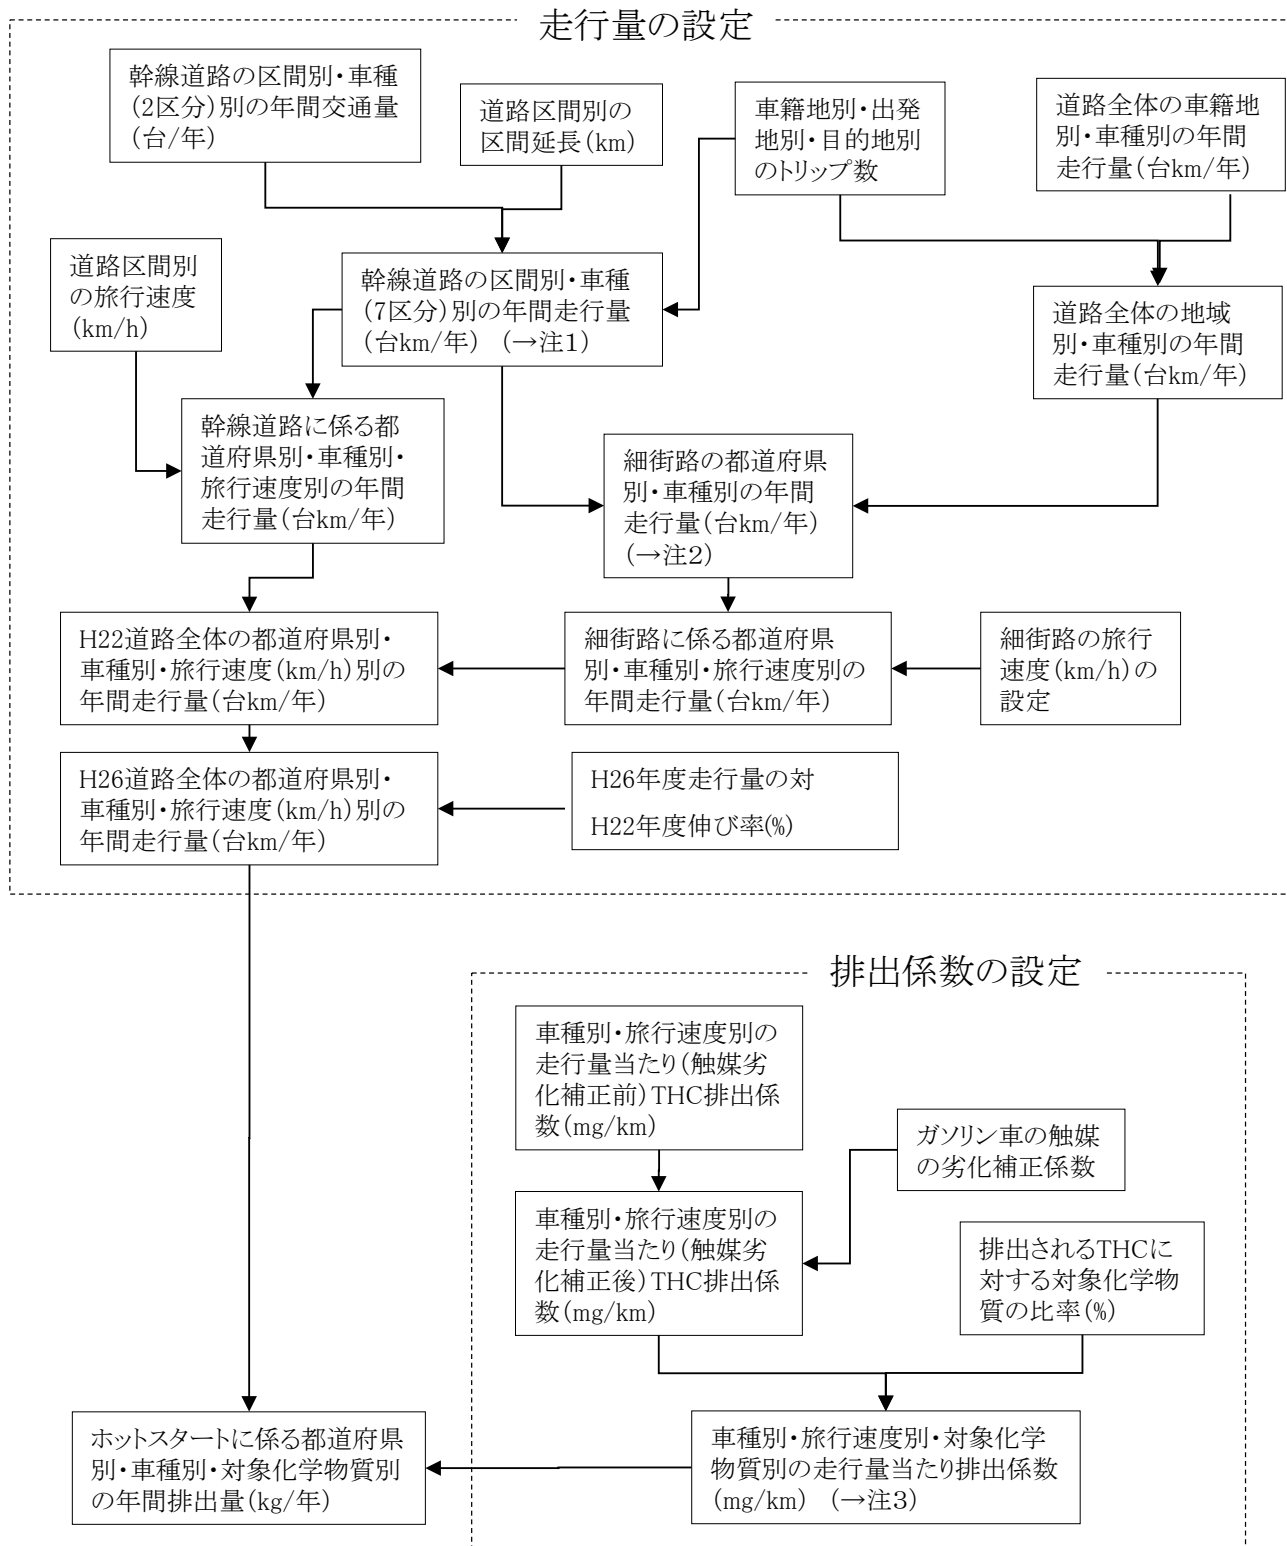 走行量の設定
幹線道路の区間別・車種
(2区分)別の年間交通量
(台/年)
道路区間別の
区間延長(km)
車籍地別・出発
地別・目的地別
のトリップ数
道路全体の車籍地
別・車種別の年間
走行量(台km/年)
道路区間別
の旅行速度
(km/h)
幹線道路の区間別・車種
(7区分)別の年間走行量
(台km/年) (→注1)
道路全体の地域
別・車種別の年間
走行量(台km/年)
幹線道路に係る都
道府県別・車種別・
旅行速度別の年間
走行量(台km/年)
細街路の都道府県
別・車種別の年間
走行量(台km/年)
(→注2)
H22道路全体の都道府県別・
車種別・旅行速度(km/h)別の
年間走行量(台km/年)
細街路に係る都道府県
別・車種別・旅行速度別の
年間走行量(台km/年)
細街路の旅行
速度(km/h)の
設定
H26道路全体の都道府県別・
車種別・旅行速度(km/h)別の
年間走行量(台km/年)
H26年度走行量の対
H22年度伸び率(%)
排出係数の設定
車種別・旅行速度別の
走行量当たり(触媒劣
化補正前)THC排出係
数(mg/km)
ガソリン車の触媒
の劣化補正係数
車種別・旅行速度別の
走行量当たり(触媒劣
化補正後)THC排出係
数(mg/km)
排出されるTHCに
対する対象化学物
質の比率(%)
ホットスタートに係る都道府県
別・車種別・対象化学物質別
の年間排出量(kg/年)
車種別・旅行速度別・対象化学
物質別の走行量当たり排出係数
(mg/km) (→注3)